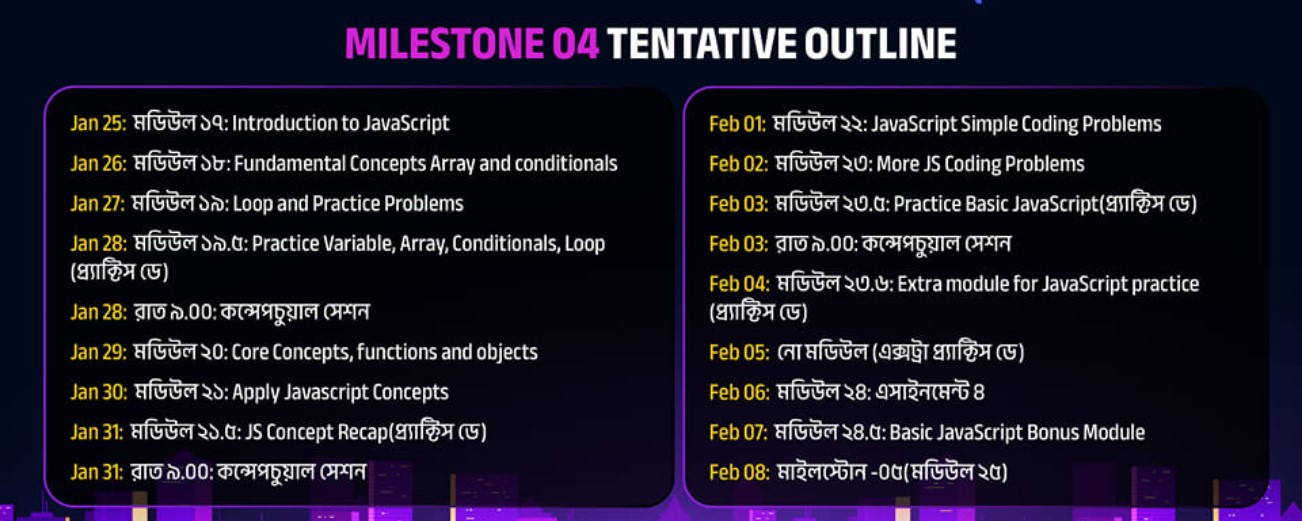 MILESTONE 04 TENTATIVE OUTLINE
Jan 25: মডিউল ১৭: Introduction to JavaScript
Jan 26: মডিউল ১৮: Fundamental Concepts Array and conditionals
Jan 27: মডিউল ১৯: Loop and Practice Problems
Jan 28: মডিউল ১৯.৫: Practice Variable, Array, Conditionals, Loop
(প্র্যাক্টিস ডে)
Jan 28: রাত ৯.00: কন্সেপচুয়াল সেশন
Jan 29: মডিউল ২০: Core Concepts, functions and objects
Jan 30: মডিউল ২১: Apply Javascript Concepts
Jan 31: মডিউল ২১.৫: JS Concept Recap(প্র্যাক্টিস ডে)
Jan 31: রাত ৯.00: কন্সেপচুয়াল সেশন
Feb 01: মডিউল ২২: JavaScript Simple Coding Problems
Feb 02: মডিউল ২৩: More JS Coding Problems
Feb 03: মডিউল ২৩.৫: Practice Basic JavaScript(প্র্যাক্টিস ডে)
Feb 03: রাত ৯.00: কন্সেপচুয়াল সেশন
Feb 04: মডিউল ২৩.৬: Extra module for JavaScript practice
(প্র্যাক্টিস ডে)
Feb 05: নো মডিউল (এক্সট্রা প্র্যাক্টিস ডে)
Feb 06: মডিউল ২৪: এসাইনমেন্ট ৪
Feb 07: মডিউল ২৪.৫: Basic JavaScript Bonus Module
Feb 08: মাইলস্টোন -০৫(মডিউল ২৫)